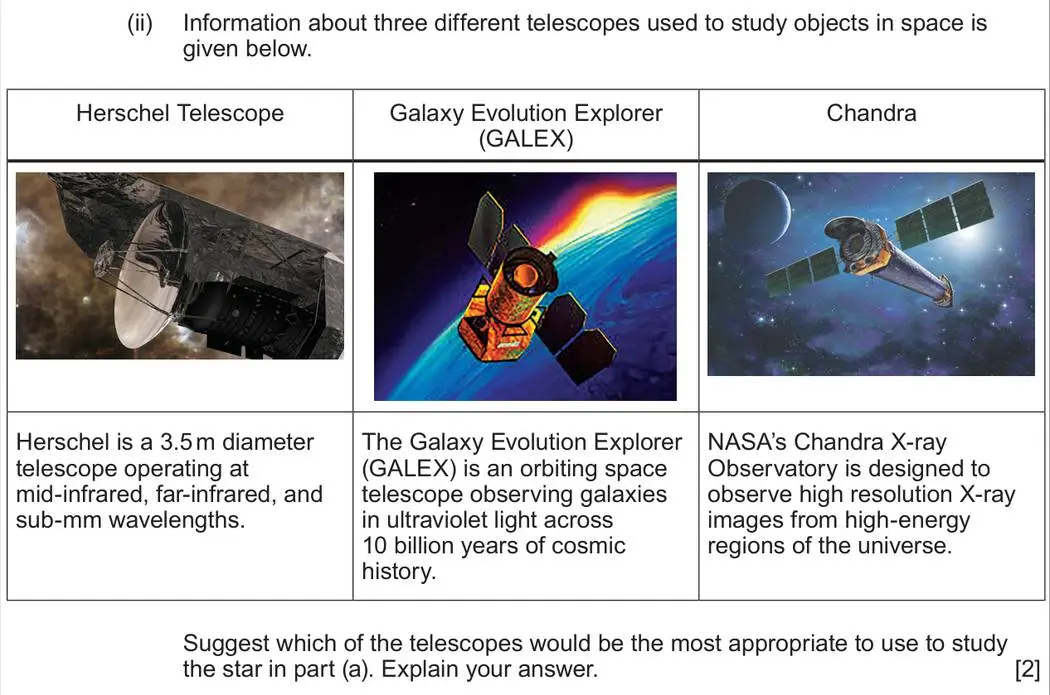 (ii) Information about three different telescopes used to study objects in space is
given below.
Herschel Telescope
Galaxy Evolution Explorer
(GALEX)
Chandra
Herschel is a 3.5 m diameter
telescope operating at
mid-infrared, far-infrared, and
sub-mm wavelengths.
The Galaxy Evolution Explorer
(GALEX) is an orbiting space
telescope observing galaxies
in ultraviolet light across
10 billion years of cosmic
history.
NASA’s Chandra X-ray
Observatory is designed to
observe high resolution X-ray
images from high-energy
regions of the universe.
Suggest which of the telescopes would be the most appropriate to use to study
the star in part (a). Explain your answer. [2]